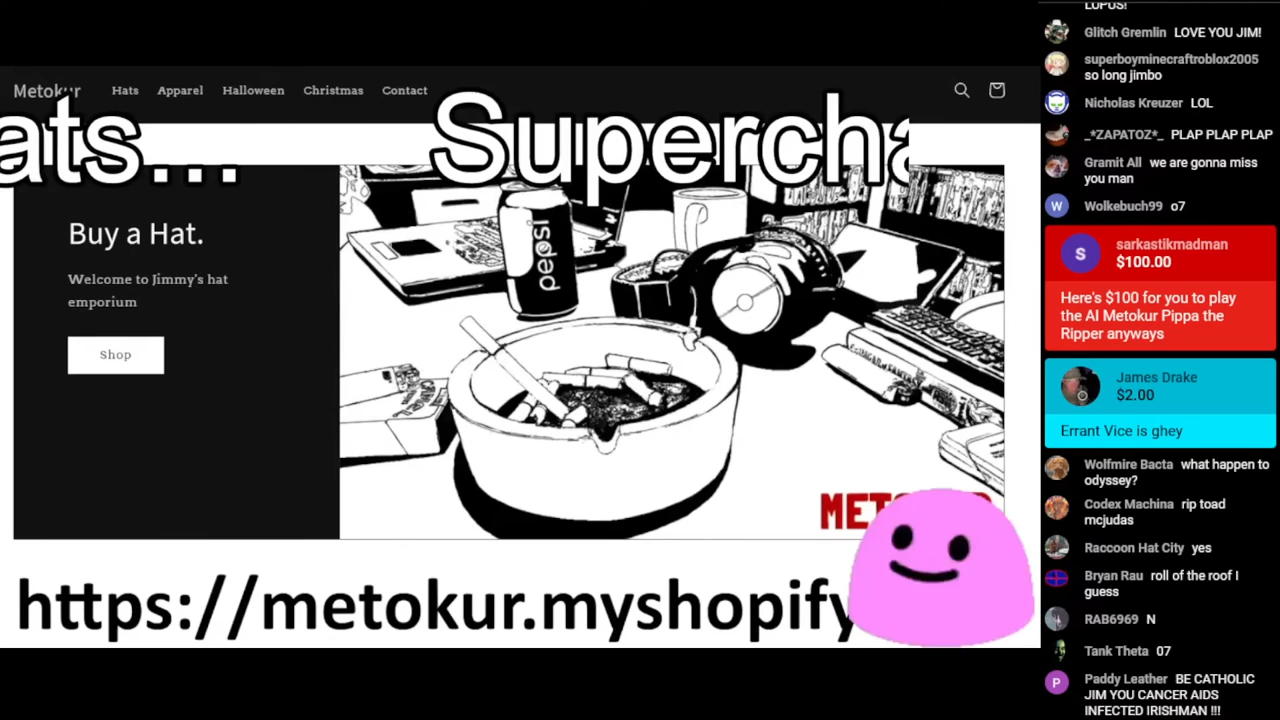 Metokur Hats Apparel Halloween Christmas Contact
ats... Supercha
Buy a Hat.
Welcome to Jimmy's hat
emporium
Shop
pepsi
https://metokur.myshopify
LOPUS!
Glitch Gremlin LOVE YOU JIM!
superboyminecraftroblox2005
so long jimbo
Nicholas Kreuzer LOL
_*ZAPATOZ*_ PLAP PLAP PLAP
Gramit All we are gonna miss
you man
W
Wolkebuch99 o7
S
sarkastikmadman
$100.00
Here's $100 for you to play
the AI Metokur Pippa the
Ripper anyways
James Drake
$2.00
Errant Vice is ghey
Wolfmire Bacta what happen to
odyssey?
Codex Machina rip toad
mcjudas
Raccoon Hat City yes
Bryan Rau roll of the roof I
guess
RAB6969 N
Tank Theta 07
P
Paddy Leather BE CATHOLIC
JIM YOU CANCER AIDS
INFECTED IRISHMAN !!!